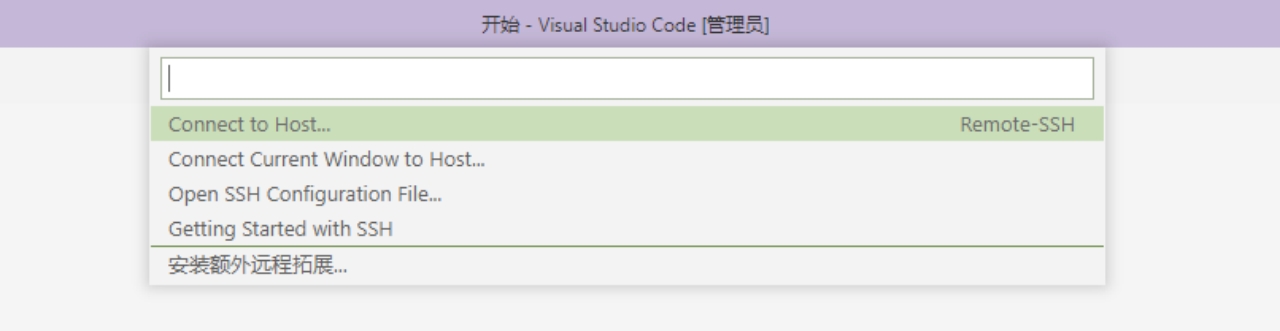 开始 - Visual Studio Code [管理员]
Connect to Host... Remote-SSH
Connect Current Window to Host...
Open SSH Configuration File...
Getting Started with SSH
安装额外远程拓展...